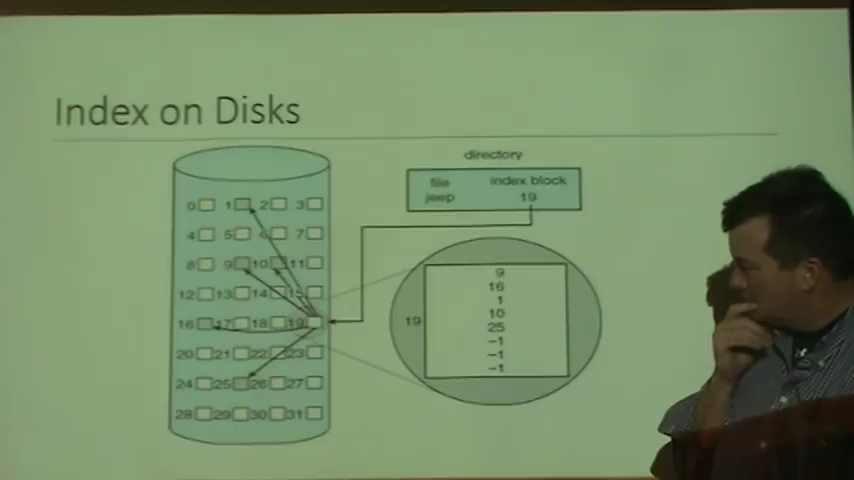 Index on Disks
directory
file index block
jeep 19
0 1 2 3
4 5 6 7
8 9 10 11
12 13 14 15
16 17 18 19
20 21 22 23
24 25 26 27
28 29 30 31
19
9
16
1
10
25
-1
-1
-1